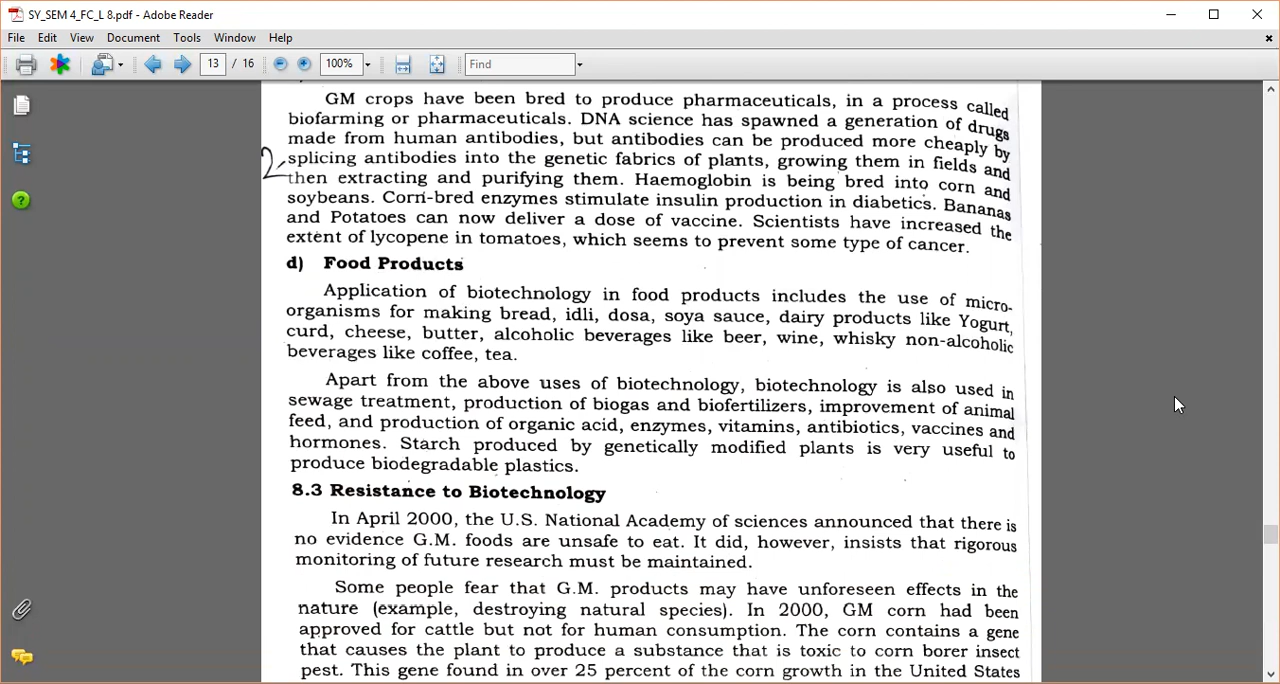 SY_SEM 4_FC_L 8.pdf - Adobe Reader
File Edit View Document Tools Window Help
13 / 16 100% Find
GM crops have been bred to produce pharmaceuticals, in a process called
biofarming or pharmaceuticals. DNA science has spawned a generation of drugs
made from human antibodies, but antibodies can be produced more cheaply by
2 splicing antibodies into the genetic fabrics of plants, growing them in fields and
then extracting and purifying them. Haemoglobin is being bred into corn and
soybeans. Corn-bred enzymes stimulate insulin production in diabetics. Bananas
and Potatoes can now deliver a dose of vaccine. Scientists have increased the
extent of lycopene in tomatoes, which seems to prevent some type of cancer.
d) Food Products
Application of biotechnology in food products includes the use of micro-
organisms for making bread, idli, dosa, soya sauce, dairy products like Yogurt,
curd, cheese, butter, alcoholic beverages like beer, wine, whisky non-alcoholic
beverages like coffee, tea.
Apart from the above uses of biotechnology, biotechnology is also used in
sewage treatment, production of biogas and biofertilizers, improvement of animal
feed, and production of organic acid, enzymes, vitamins, antibiotics, vaccines and
hormones. Starch produced by genetically modified plants is very useful to
produce biodegradable plastics.
8.3 Resistance to Biotechnology
In April 2000, the U.S. National Academy of sciences announced that there is
no evidence G.M. foods are unsafe to eat. It did, however, insists that rigorous
monitoring of future research must be maintained.
Some people fear that G.M. products may have unforeseen effects in the
nature (example, destroying natural species). In 2000, GM corn had been
approved for cattle but not for human consumption. The corn contains a gene
that causes the plant to produce a substance that is toxic to corn borer insect
pest. This gene found in over 25 percent of the corn growth in the United States